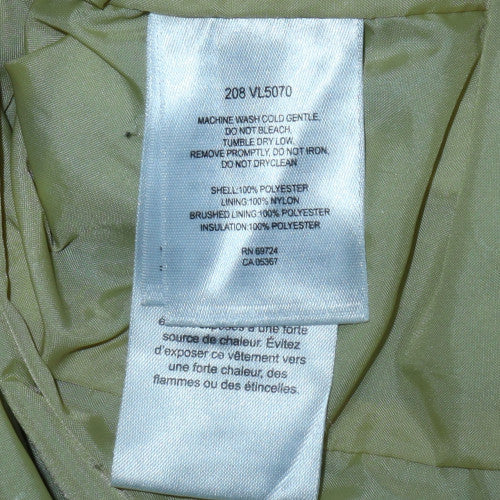 208 VL5070
MACHINE WASH COLD GENTLE,
DO NOT BLEACH,
TUMBLE DRY LOW,
REMOVE PROMPTLY, DO NOT IRON,
DO NOT DRYCLEAN
SHELL:100% POLYESTER
LINING:100% NYLON
BRUSHED LINING:100% POLYESTER
INSULATION:100% POLYESTER
RN 69724
CA 05367
à une forte
source de chaleur. Évitez
d'exposer ce vêtement vers
une forte chaleur, des
flammes ou des étincelles.